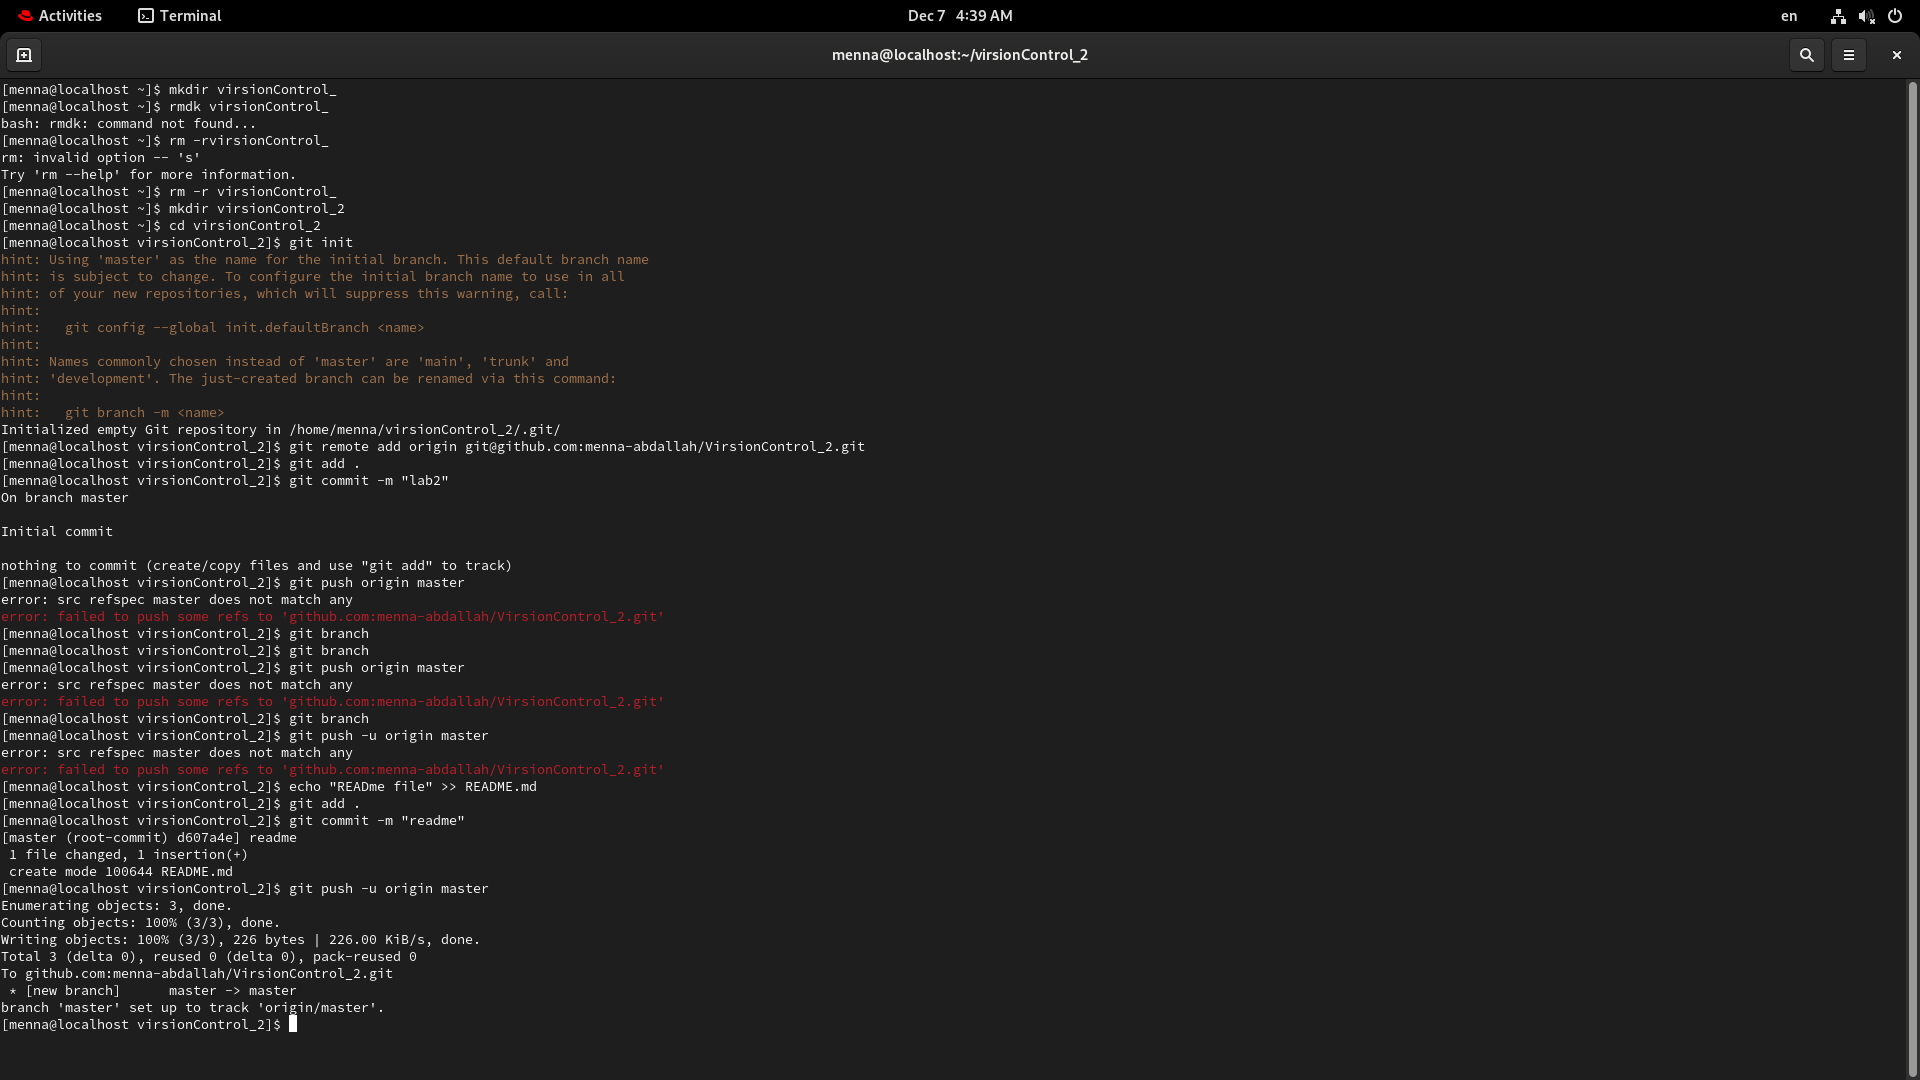 Activities
Terminal
Dec 7 4:39 AM
en
menna@localhost:~/virsionControl_2
[menna@localhost ~]$ mkdir virsionControl_
[menna@localhost ~]$ rmdk virsionControl_
bash: rmdk: command not found...
[menna@localhost ~]$ rm -rvirsionControl_
rm: invalid option -- 's'
Try 'rm --help' for more information.
[menna@localhost ~]$ rm -r virsionControl_
[menna@localhost ~]$ mkdir virsionControl_2
[menna@localhost ~]$ cd virsionControl_2
[menna@localhost virsionControl_2]$ git init
hint: Using 'master' as the name for the initial branch. This default branch name
hint: is subject to change. To configure the initial branch name to use in all
hint: of your new repositories, which will suppress this warning, call:
hint:
hint:   git config --global init.defaultBranch <name>
hint:
hint: Names commonly chosen instead of 'master' are 'main', 'trunk' and
hint: 'development'. The just-created branch can be renamed via this command:
hint:
hint:   git branch -m <name>
Initialized empty Git repository in /home/menna/virsionControl_2/.git/
[menna@localhost virsionControl_2]$ git remote add origin git@github.com:menna-abdallah/VirsionControl_2.git
[menna@localhost virsionControl_2]$ git add .
[menna@localhost virsionControl_2]$ git commit -m "lab2"
On branch master

Initial commit

nothing to commit (create/copy files and use "git add" to track)
[menna@localhost virsionControl_2]$ git push origin master
error: src refspec master does not match any
error: failed to push some refs to 'github.com:menna-abdallah/VirsionControl_2.git'
[menna@localhost virsionControl_2]$ git branch
[menna@localhost virsionControl_2]$ git branch
[menna@localhost virsionControl_2]$ git push origin master
error: src refspec master does not match any
error: failed to push some refs to 'github.com:menna-abdallah/VirsionControl_2.git'
[menna@localhost virsionControl_2]$ git branch
[menna@localhost virsionControl_2]$ git push -u origin master
error: src refspec master does not match any
error: failed to push some refs to 'github.com:menna-abdallah/VirsionControl_2.git'
[menna@localhost virsionControl_2]$ echo "READme file" >> README.md
[menna@localhost virsionControl_2]$ git add .
[menna@localhost virsionControl_2]$ git commit -m "readme"
[master (root-commit) d607a4e] readme
 1 file changed, 1 insertion(+)
 create mode 100644 README.md
[menna@localhost virsionControl_2]$ git push -u origin master
Enumerating objects: 3, done.
Counting objects: 100% (3/3), done.
Writing objects: 100% (3/3), 226 bytes | 226.00 KiB/s, done.
Total 3 (delta 0), reused 0 (delta 0), pack-reused 0
To github.com:menna-abdallah/VirsionControl_2.git
 * [new branch]      master -> master
branch 'master' set up to track 'origin/master'.
[menna@localhost virsionControl_2]$